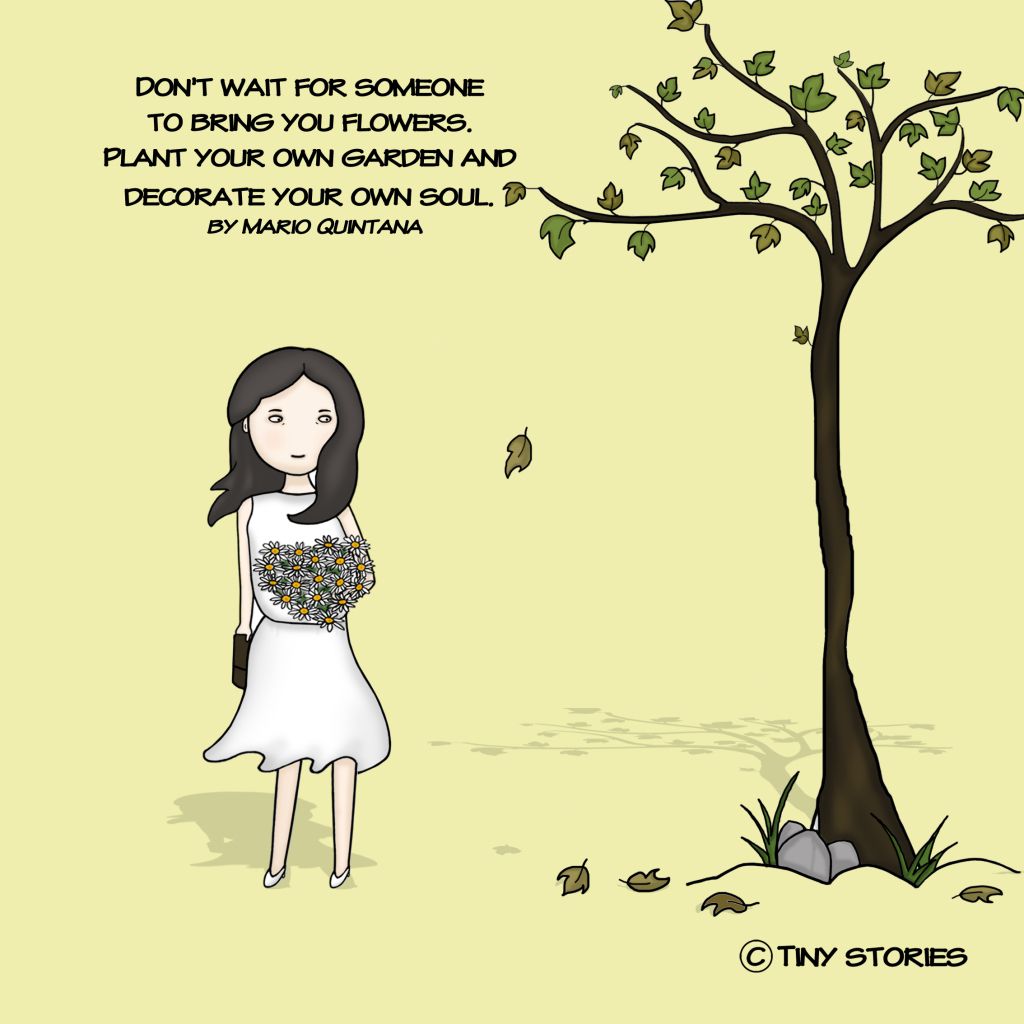 DON'T WAIT FOR SOMEONE
TO BRING YOU FLOWERS.
PLANT YOUR OWN GARDEN AND
DECORATE YOUR OWN SOUL.
BY MARIO QUINTANA
© TINY STORIES